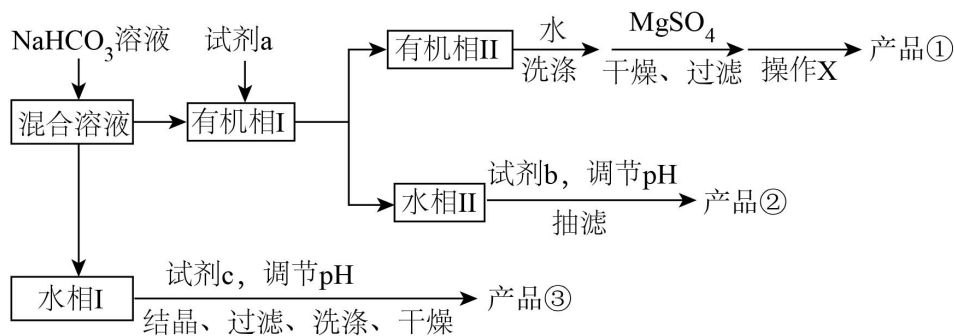 NaHCO₃溶液
试剂a
混合溶液
有机相I
有机相II
水
洗涤
MgSO₄
干燥、过滤
操作X
产品①
水相II
试剂b，调节pH
抽滤
产品②
水相I
试剂c，调节pH
结晶、过滤、洗涤、干燥
产品③